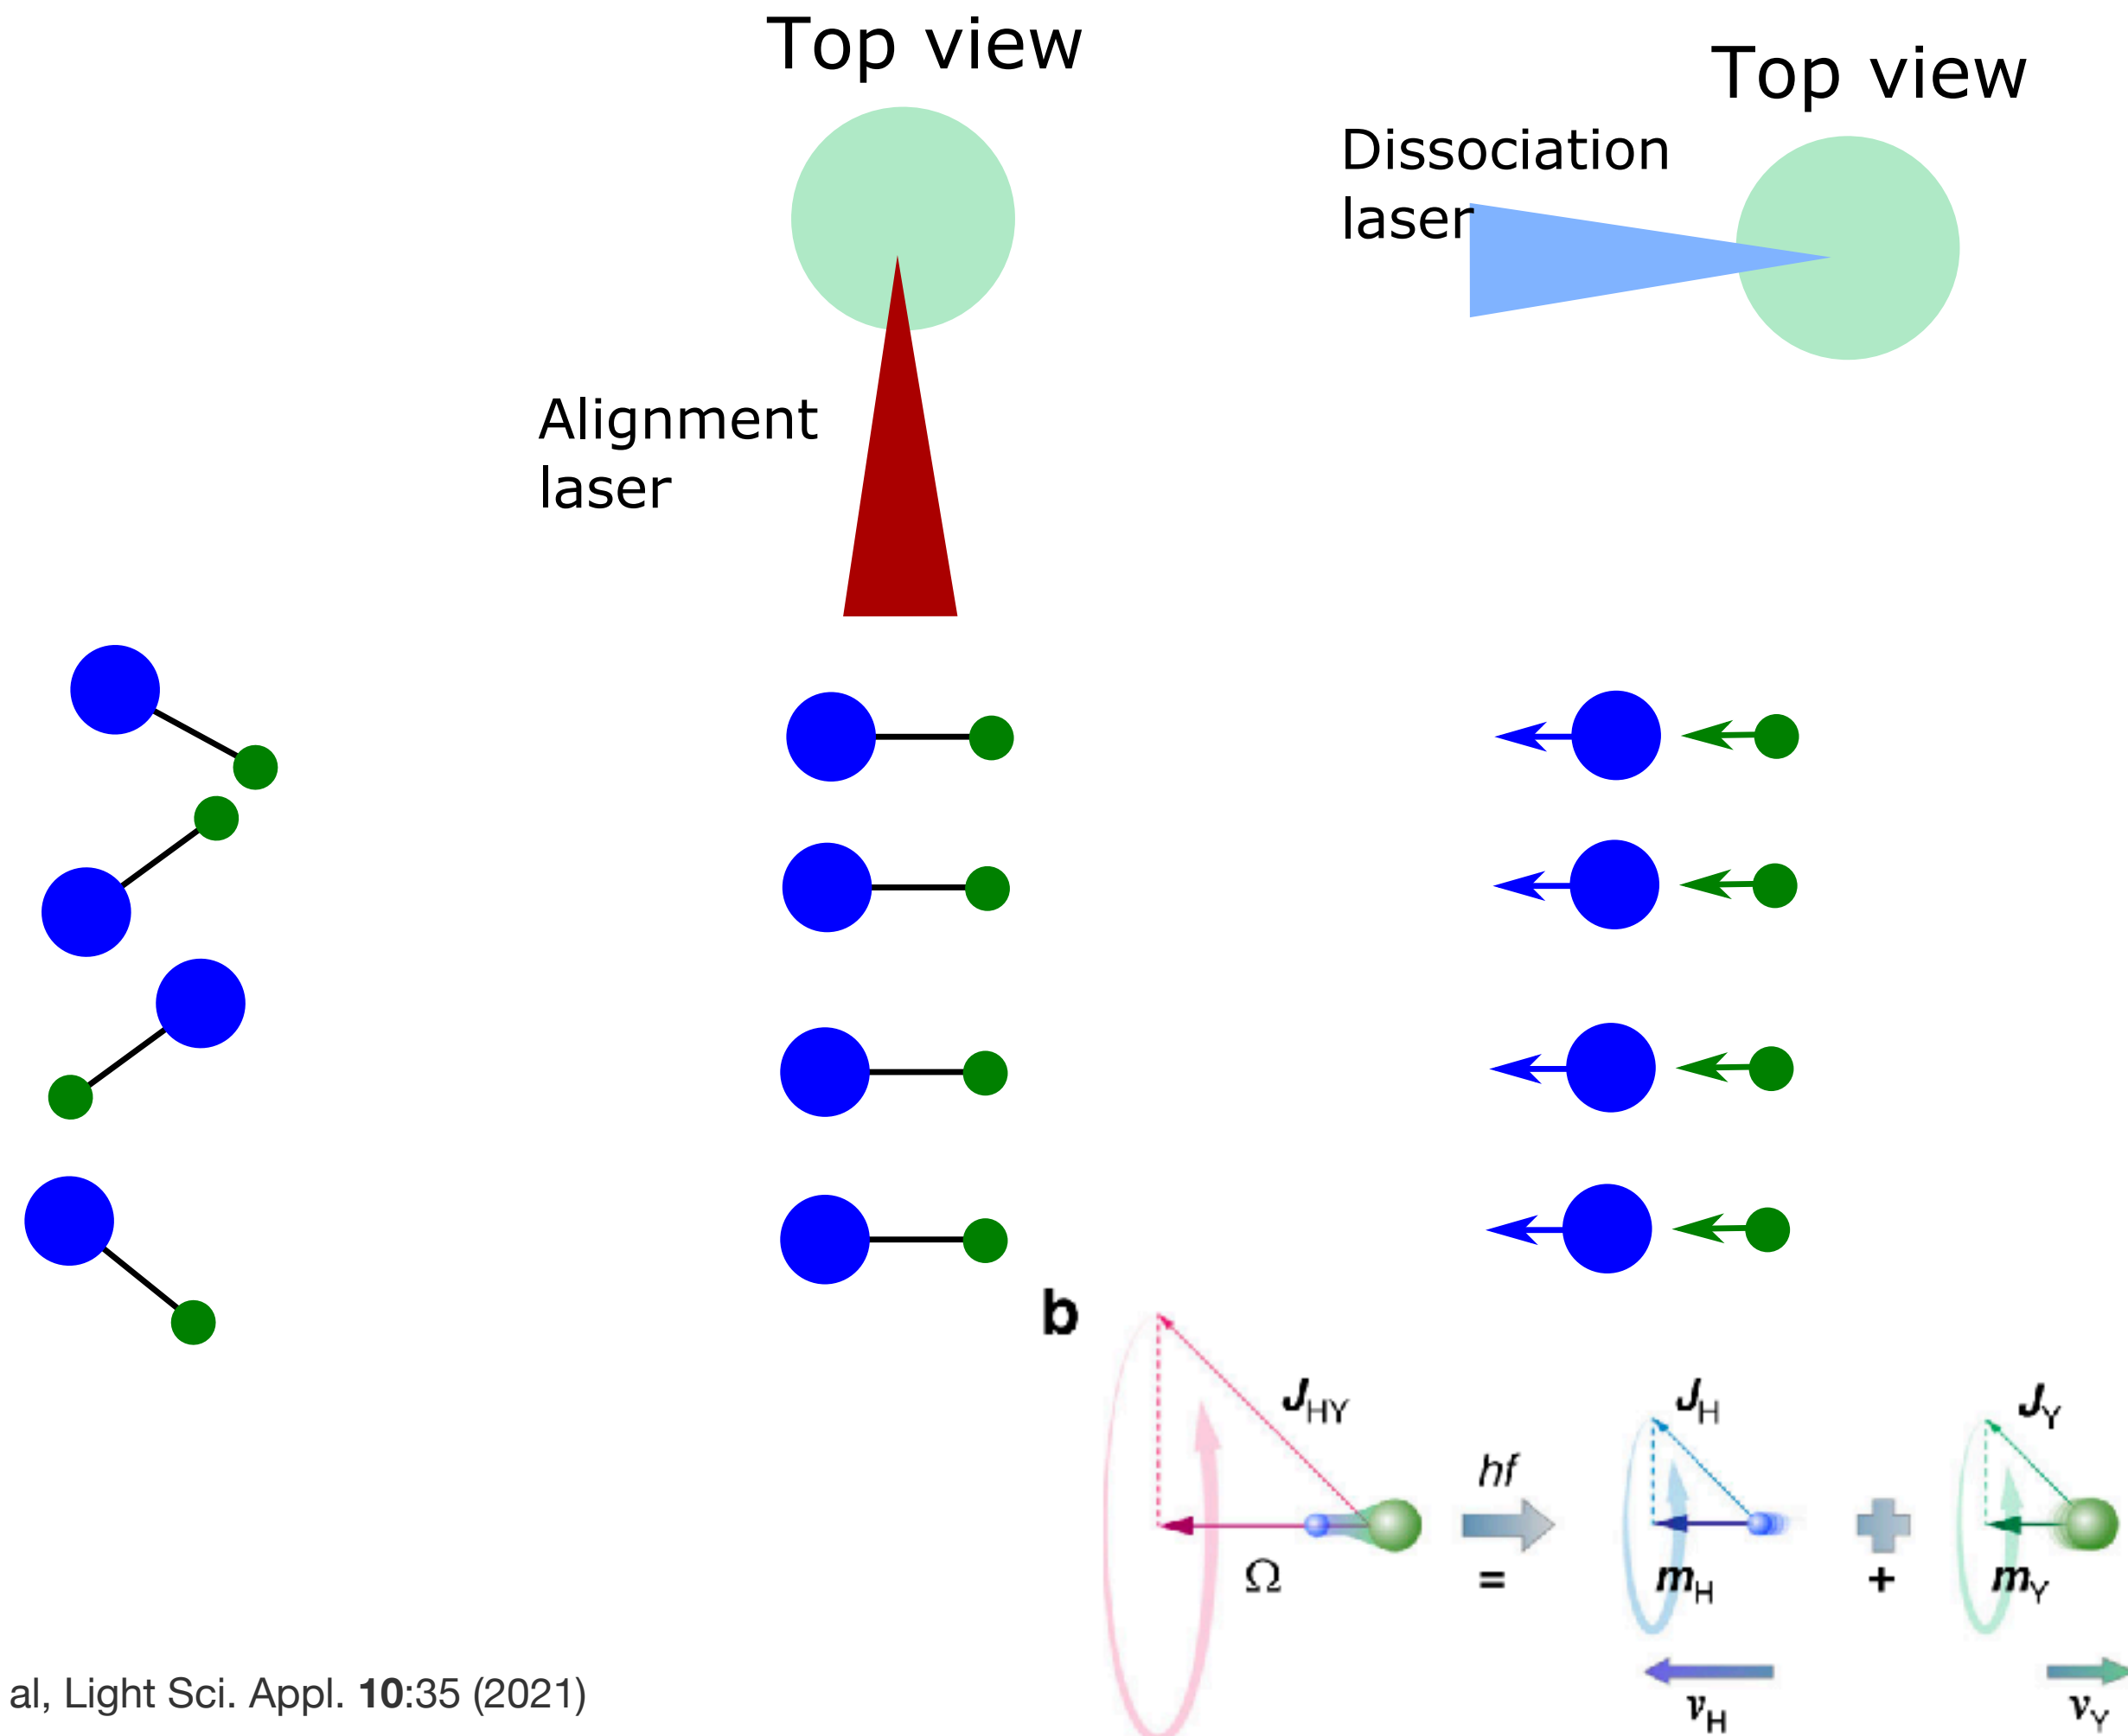 Top view
Top view
Dissociation
laser
Alignment
laser
b
JHY
JH
JY
hf
Ω
=
mH
+
mY
al, Light Sci. Appl. 10:35 (2021)
vH
vY